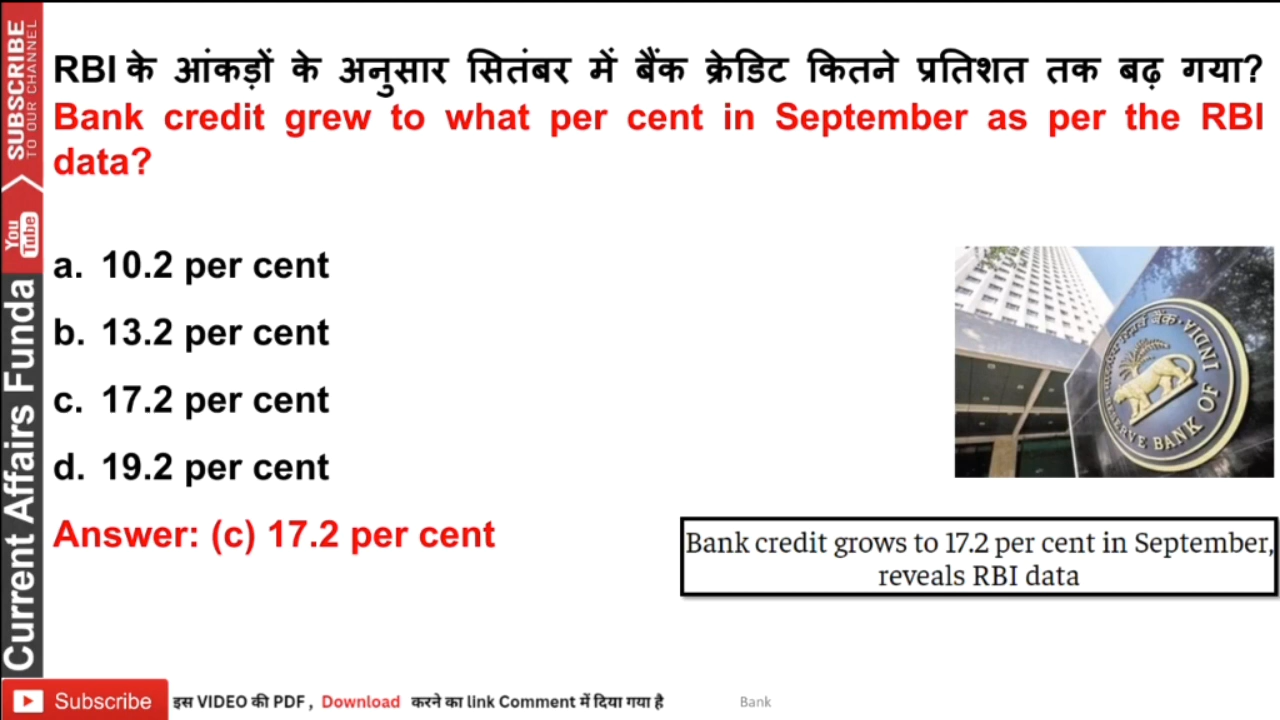 RBI के आंकड़ों के अनुसार सितंबर में बैंक क्रेडिट कितने प्रतिशत तक बढ़ गया?
Bank credit grew to what per cent in September as per the RBI
data?
a. 10.2 per cent
b. 13.2 per cent
c. 17.2 per cent
d. 19.2 per cent
Answer: (c) 17.2 per cent
RESERVE BANK OF INDIA
Bank credit grows to 17.2 per cent in September,
reveals RBI data
Current Affairs Funda
You Tube
SUBSCRIBE
TO OUR CHANNEL
Subscribe
इस VIDEO की PDF , Download करने का link Comment में दिया गया है
Bank